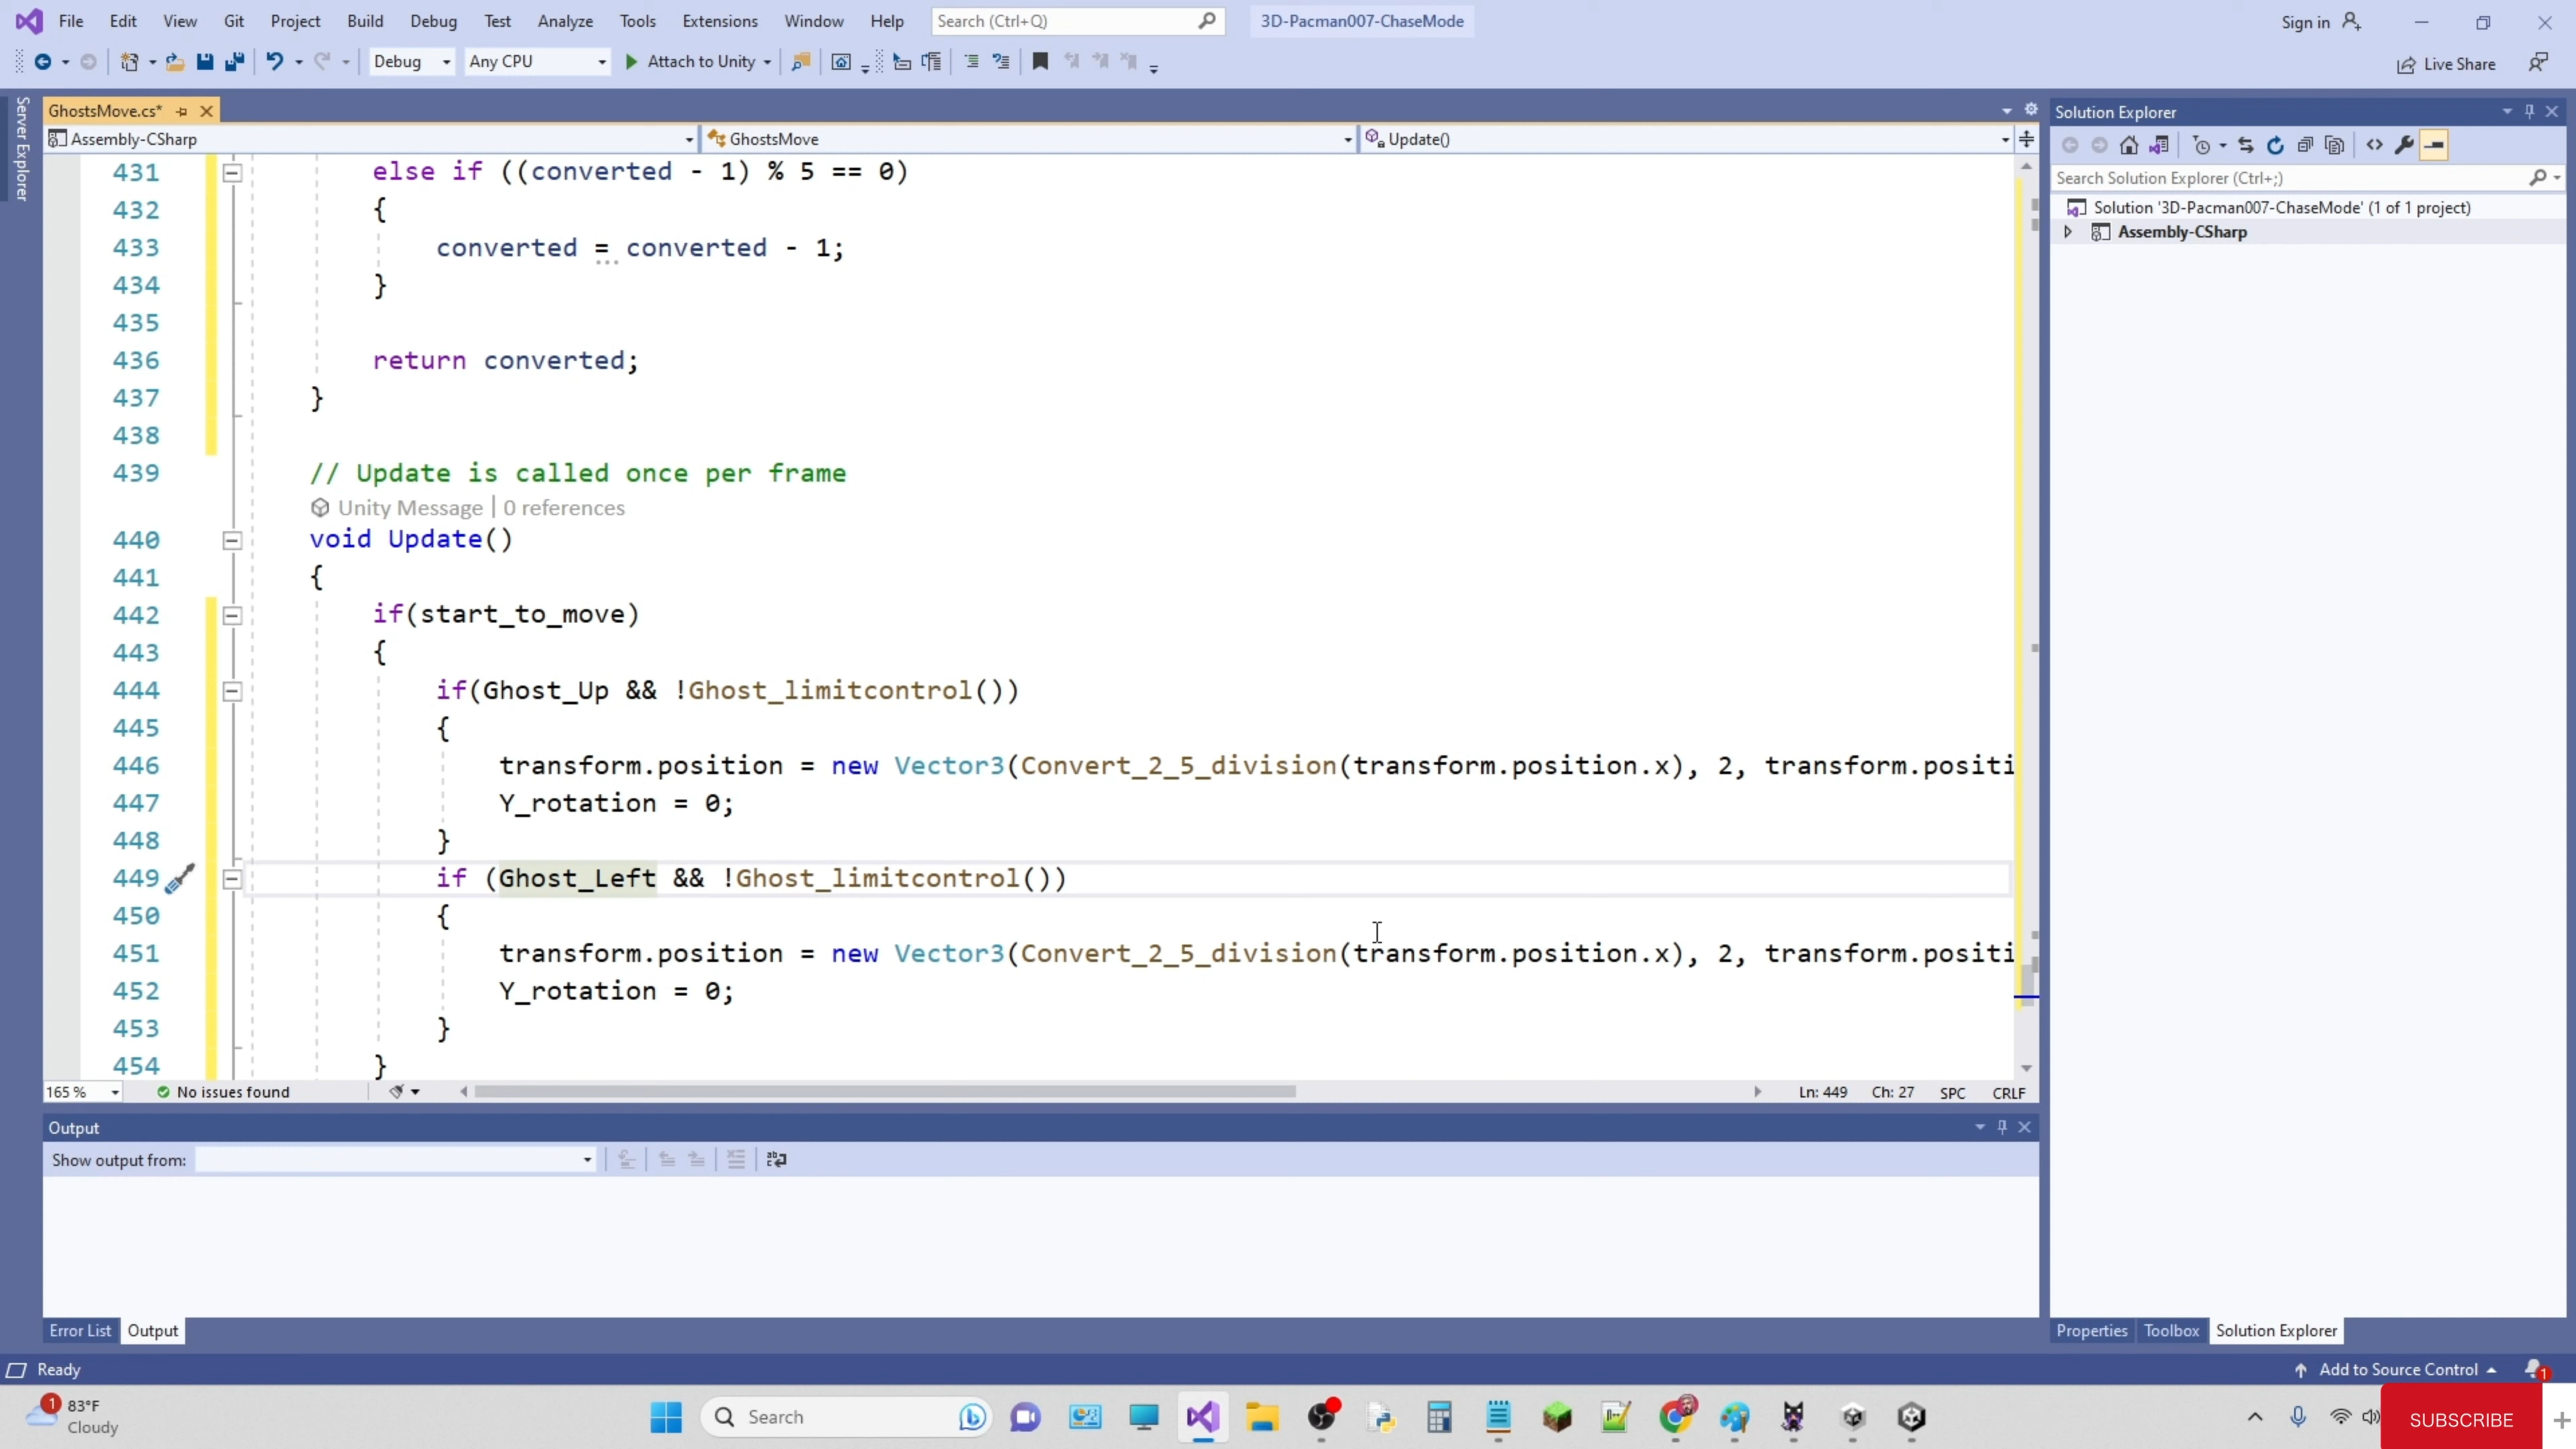 File Edit View Git Project Build Debug Test Analyze Tools Extensions Window Help Search (Ctrl+Q) 3D-Pacman007-ChaseMode Sign in
Debug Any CPU Attach to Unity Live Share
Server Explorer
GhostsMove.cs*
Assembly-CSharp GhostsMove Update()
431 else if ((converted - 1) % 5 == 0)
432 {
433 converted = converted - 1;
434 }
435
436 return converted;
437 }
438
439 // Update is called once per frame
Unity Message | 0 references
440 void Update()
441 {
442 if(start_to_move)
443 {
444 if(Ghost_Up && !Ghost_limitcontrol())
445 {
446 transform.position = new Vector3(Convert_2_5_division(transform.position.x), 2, transform.positi
447 Y_rotation = 0;
448 }
449 if (Ghost_Left && !Ghost_limitcontrol())
450 {
451 transform.position = new Vector3(Convert_2_5_division(transform.position.x), 2, transform.positi
452 Y_rotation = 0;
453 }
454 }
165 % No issues found Ln: 449 Ch: 27 SPC CRLF
Output
Show output from:
Error List Output
Solution Explorer
Search Solution Explorer (Ctrl+;)
Solution '3D-Pacman007-ChaseMode' (1 of 1 project)
Assembly-CSharp
Properties Toolbox Solution Explorer
Ready Add to Source Control 1
1 83°F
Cloudy
Search
SUBSCRIBE